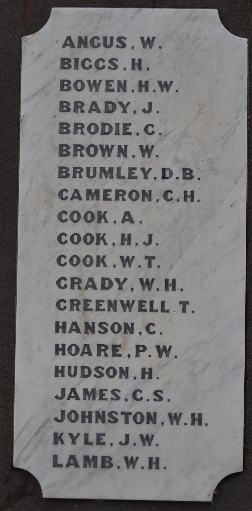 ANGUS, W.
BIGGS, H.
BOWEN, H.W.
BRADY, J.
BRODIE, C.
BROWN, W.
BRUMLEY, D.B.
CAMERON, C.H.
COOK, A.
COOK, H.J.
COOK, W.T.
GRADY, W.H.
GREENWELL T.
HANSON, C.
HOARE, P.W.
HUDSON, H.
JAMES, C.S.
JOHNSTON, W.H.
KYLE, J.W.
LAMB, W.H.